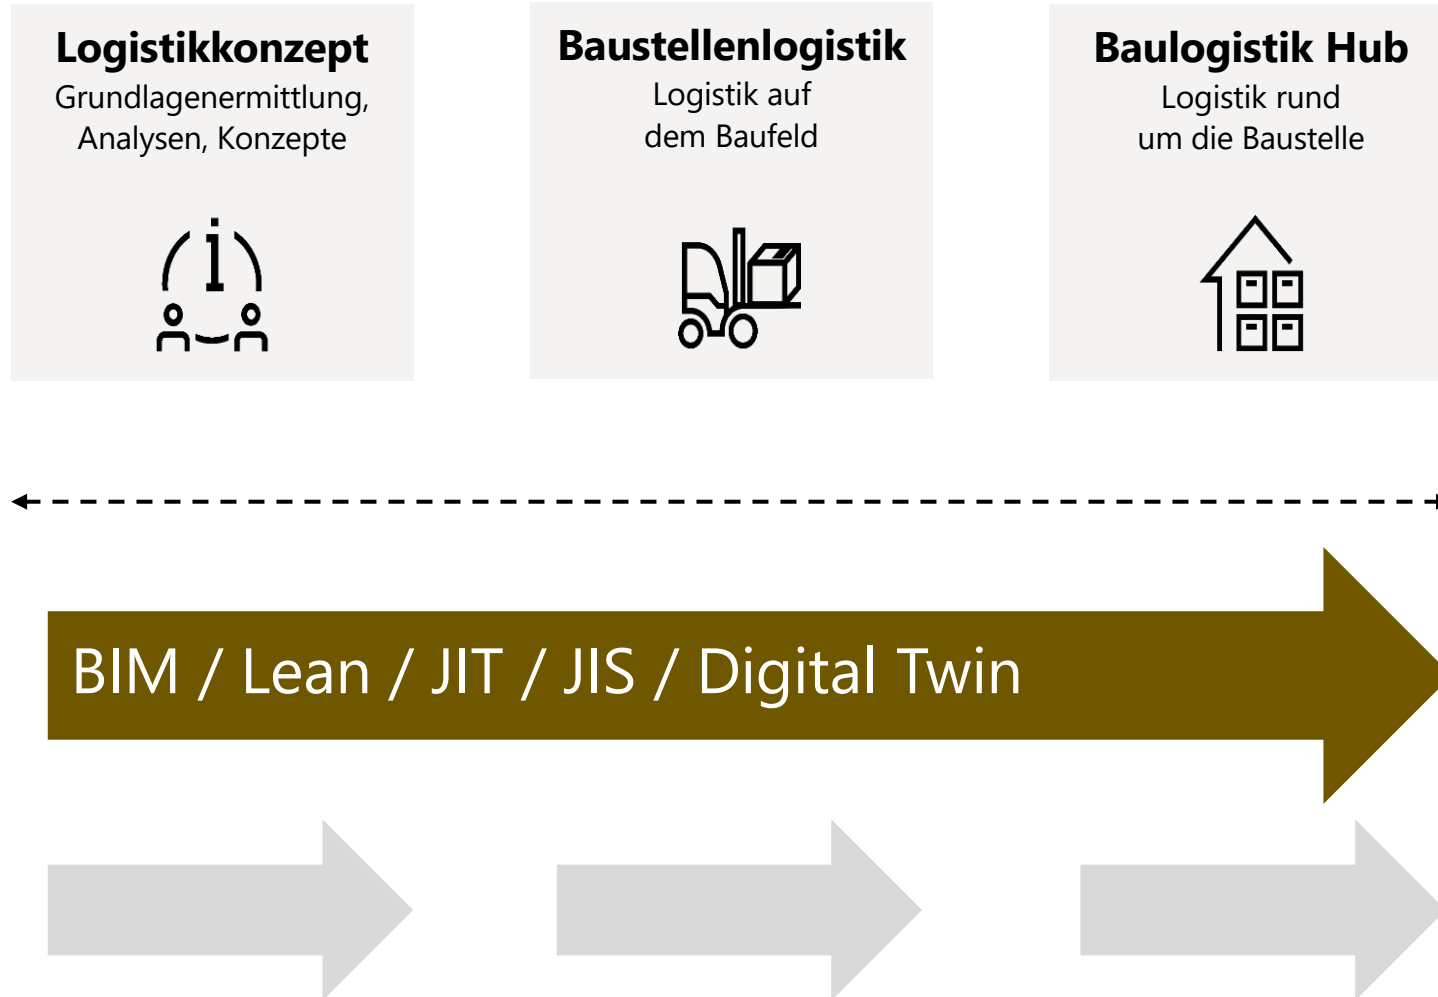 Logistikkonzept
Grundlagenermittlung,
Analysen, Konzepte
Baustellenlogistik
Logistik auf
dem Baufeld
Baulogistik Hub
Logistik rund
um die Baustelle
BIM / Lean / JIT / JIS / Digital Twin